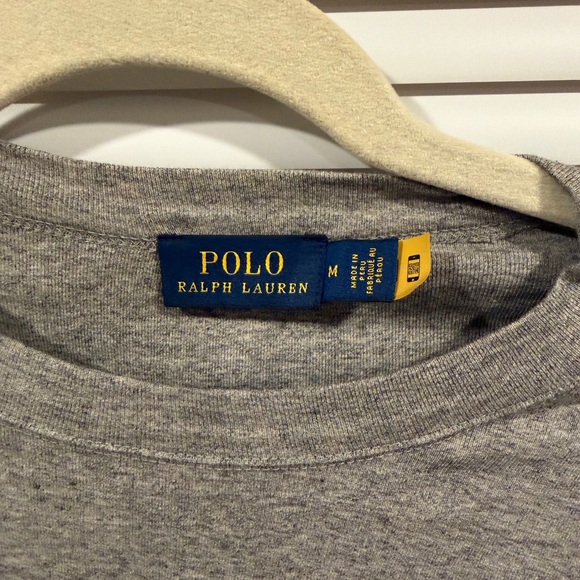 POLO
RALPH LAUREN
M
MADE IN
PERU
FABRIQUÉ AU
PÉROU